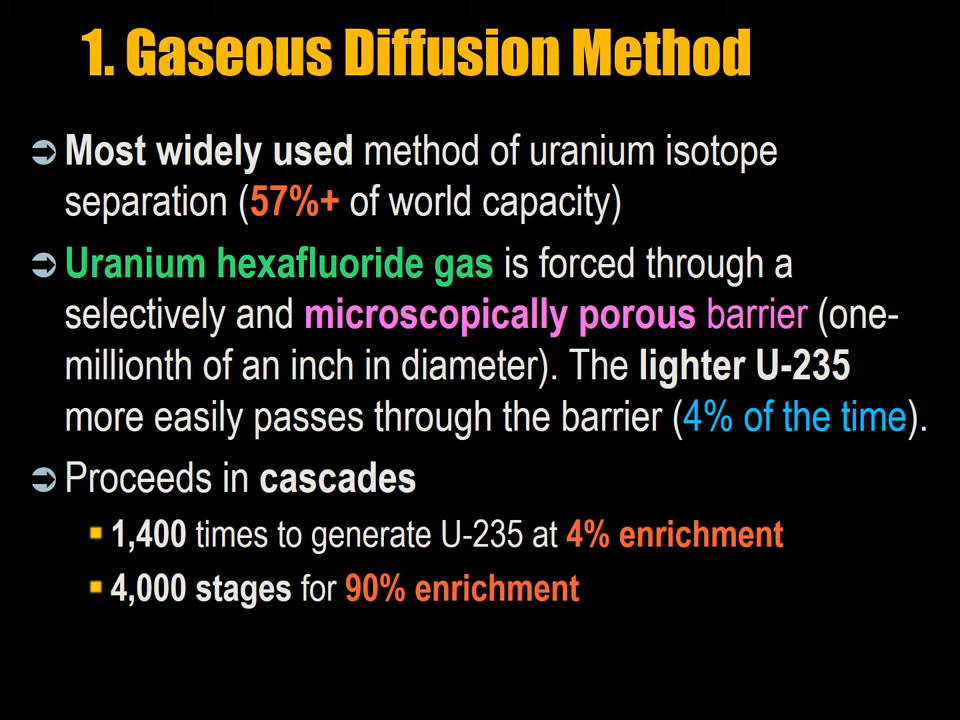 1. Gaseous Diffusion Method
Most widely used method of uranium isotope
separation (57%+ of world capacity)
Uranium hexafluoride gas is forced through a
selectively and microscopically porous barrier (one-
millionth of an inch in diameter). The lighter U-235
more easily passes through the barrier (4% of the time).
Proceeds in cascades
1,400 times to generate U-235 at 4% enrichment
4,000 stages for 90% enrichment